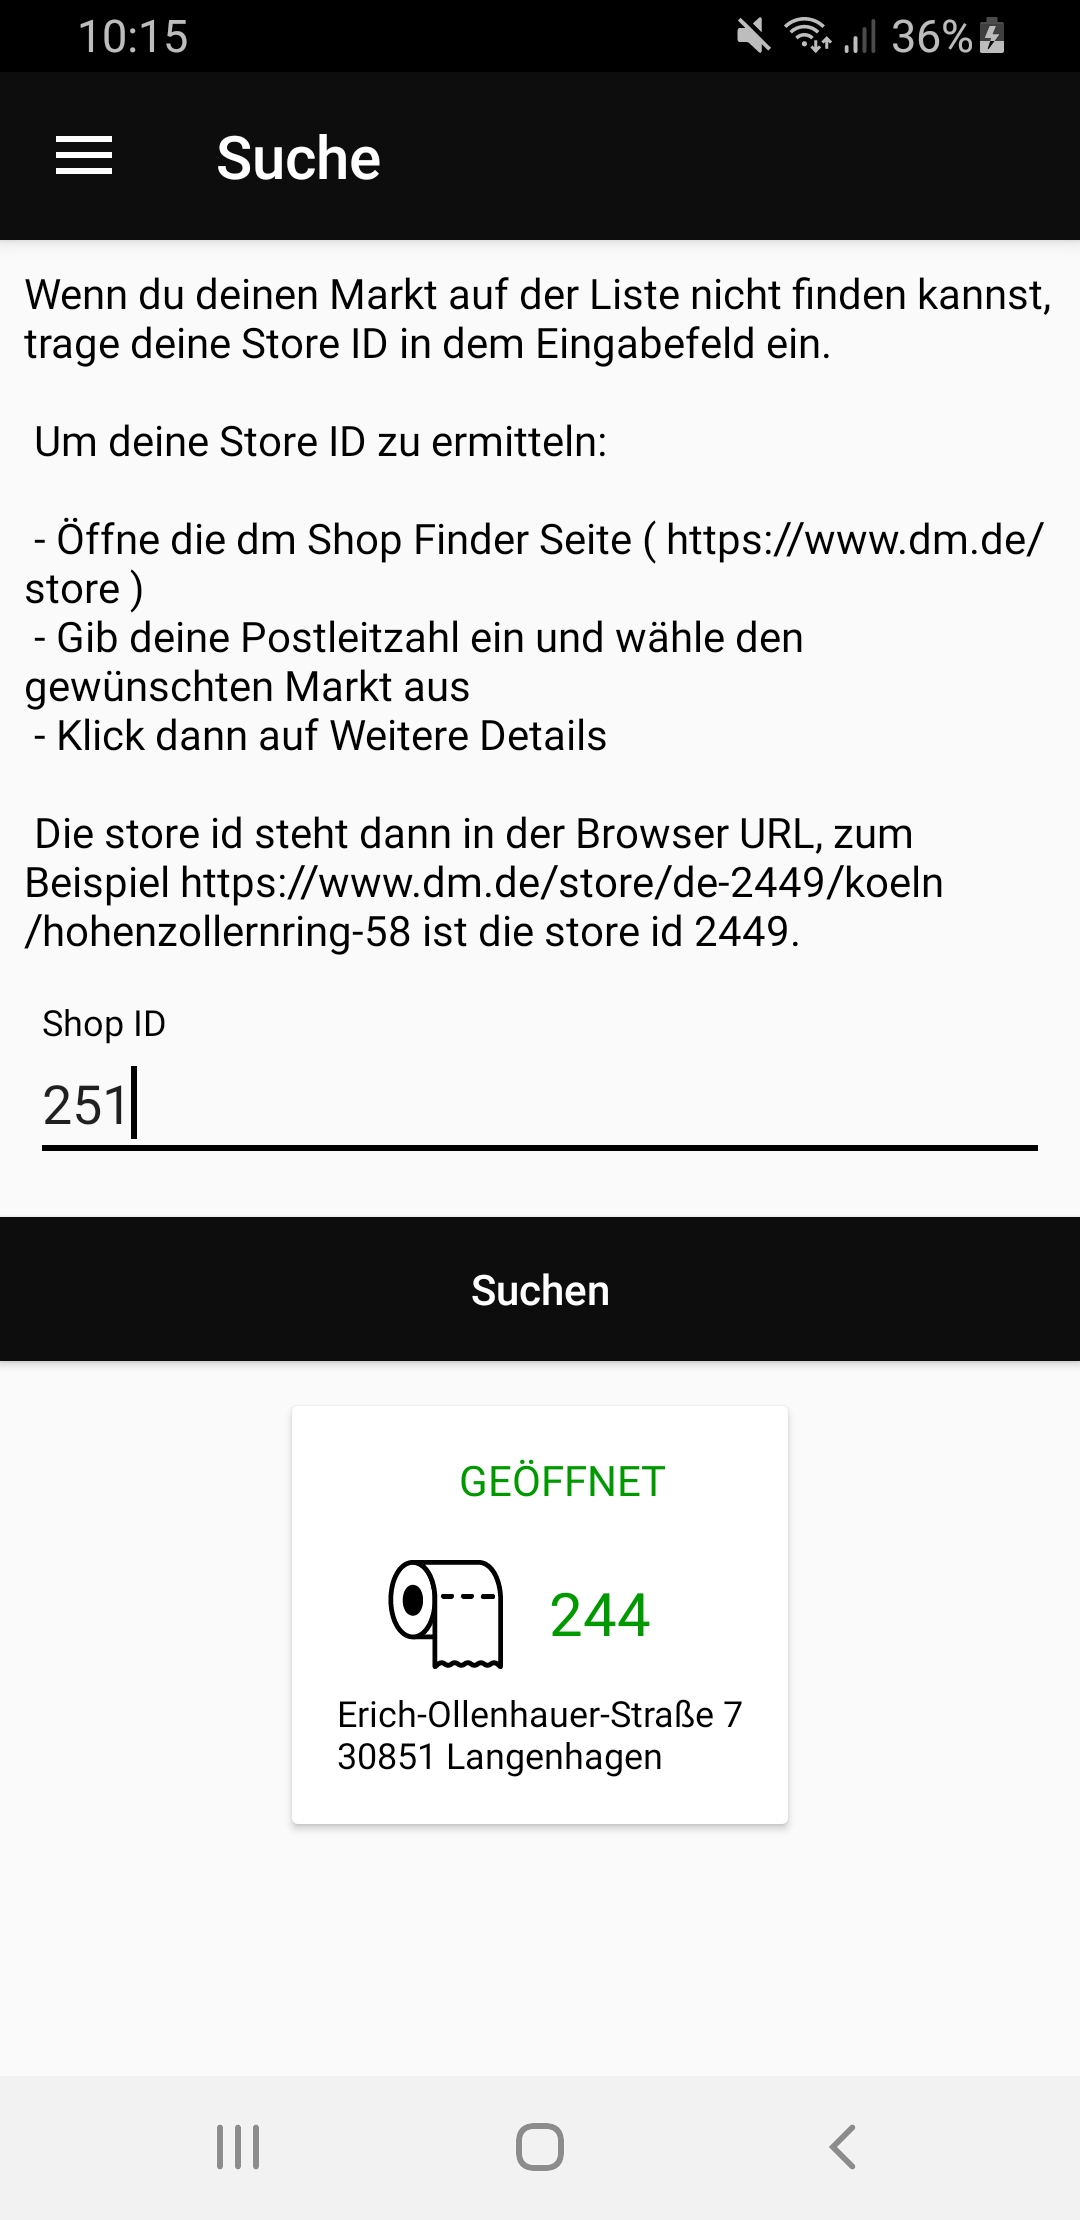 10:15
36%
Suche
Wenn du deinen Markt auf der Liste nicht finden kannst,
trage deine Store ID in dem Eingabefeld ein.
Um deine Store ID zu ermitteln:
- Öffne die dm Shop Finder Seite ( https://www.dm.de/
store )
- Gib deine Postleitzahl ein und wähle den
gewünschten Markt aus
- Klick dann auf Weitere Details
Die store id steht dann in der Browser URL, zum
Beispiel https://www.dm.de/store/de-2449/koeln
/hohenzollernring-58 ist die store id 2449.
Shop ID
251
Suchen
GEÖFFNET
244
Erich-Ollenhauer-Straße 7
30851 Langenhagen